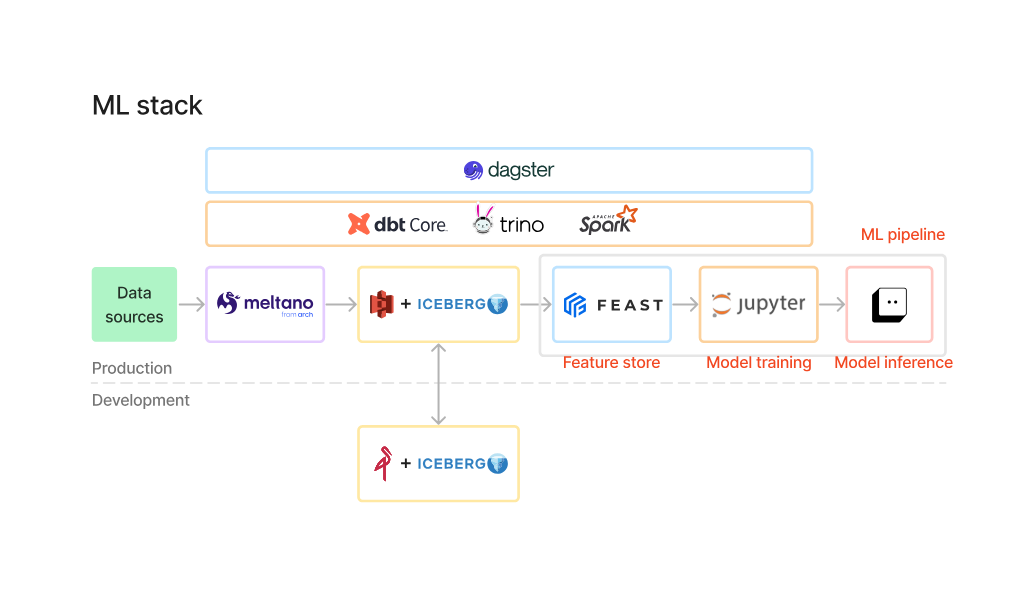 ML stack
dagster
dbt Core
trino
APACHE
Spark
ML pipeline
Data
sources
meltano
from arch
+ ICEBERG
FEAST
jupyter
Feature store
Model training
Model inference
Production
Development
+ ICEBERG